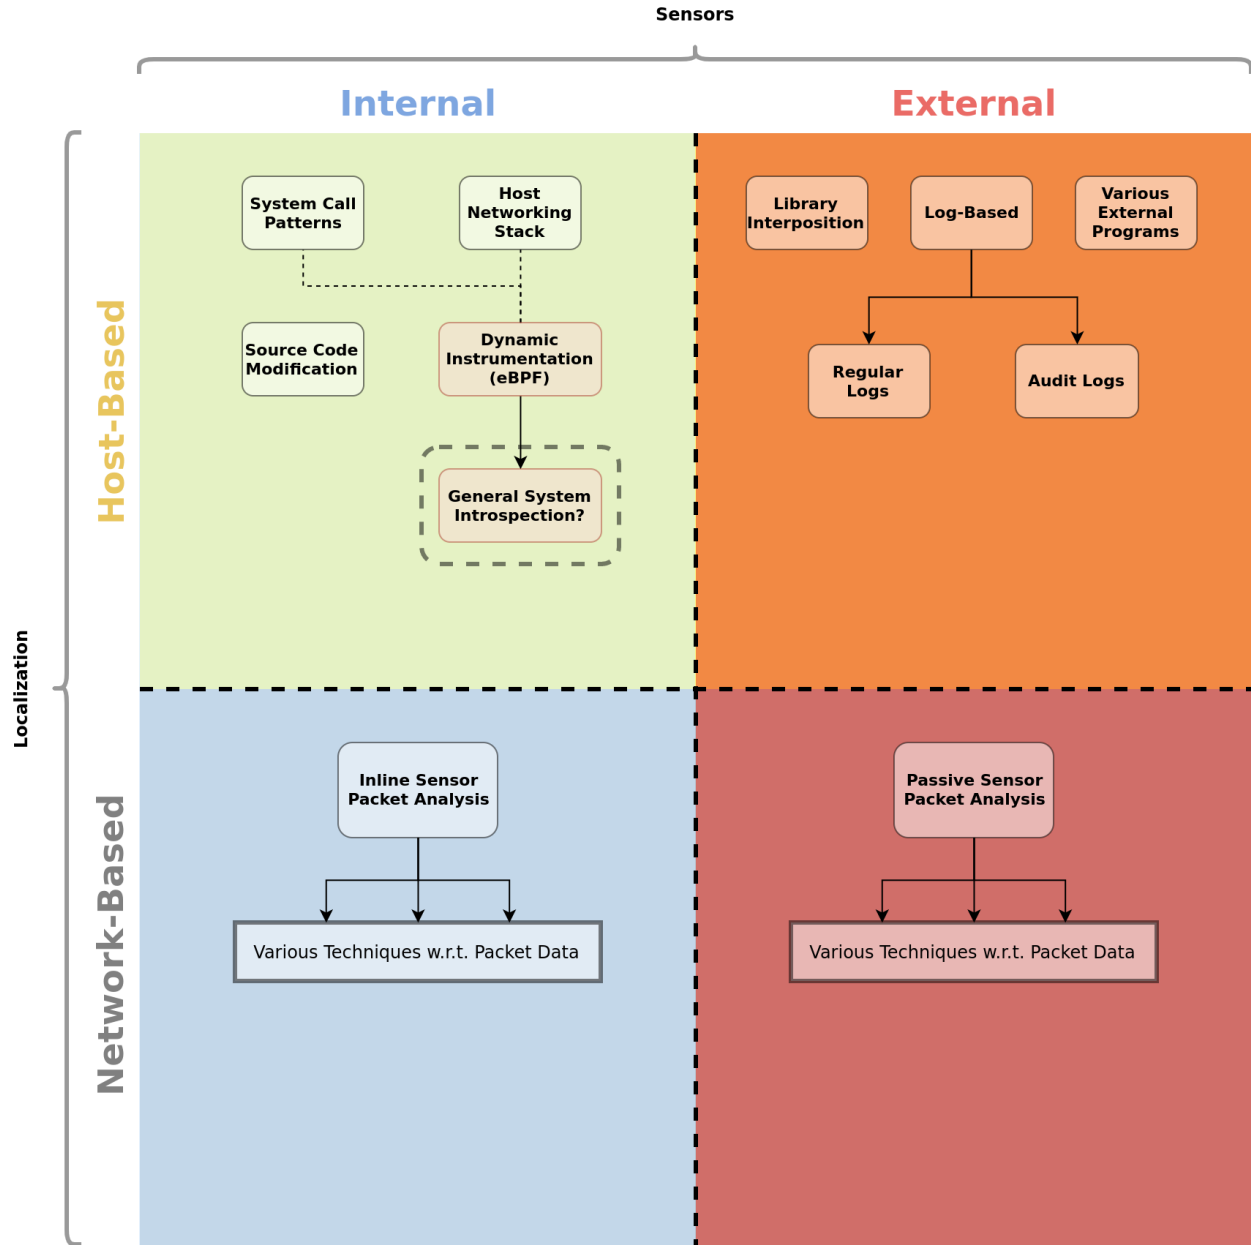 Sensors
Internal
External
Localization
Host-Based
System Call
Patterns
Host
Networking
Stack
Source Code
Modification
Dynamic
Instrumentation
(eBPF)
General System
Introspection?
Library
Interposition
Log-Based
Various
External
Programs
Regular
Logs
Audit Logs
Network-Based
Inline Sensor
Packet Analysis
Various Techniques w.r.t. Packet Data
Passive Sensor
Packet Analysis
Various Techniques w.r.t. Packet Data